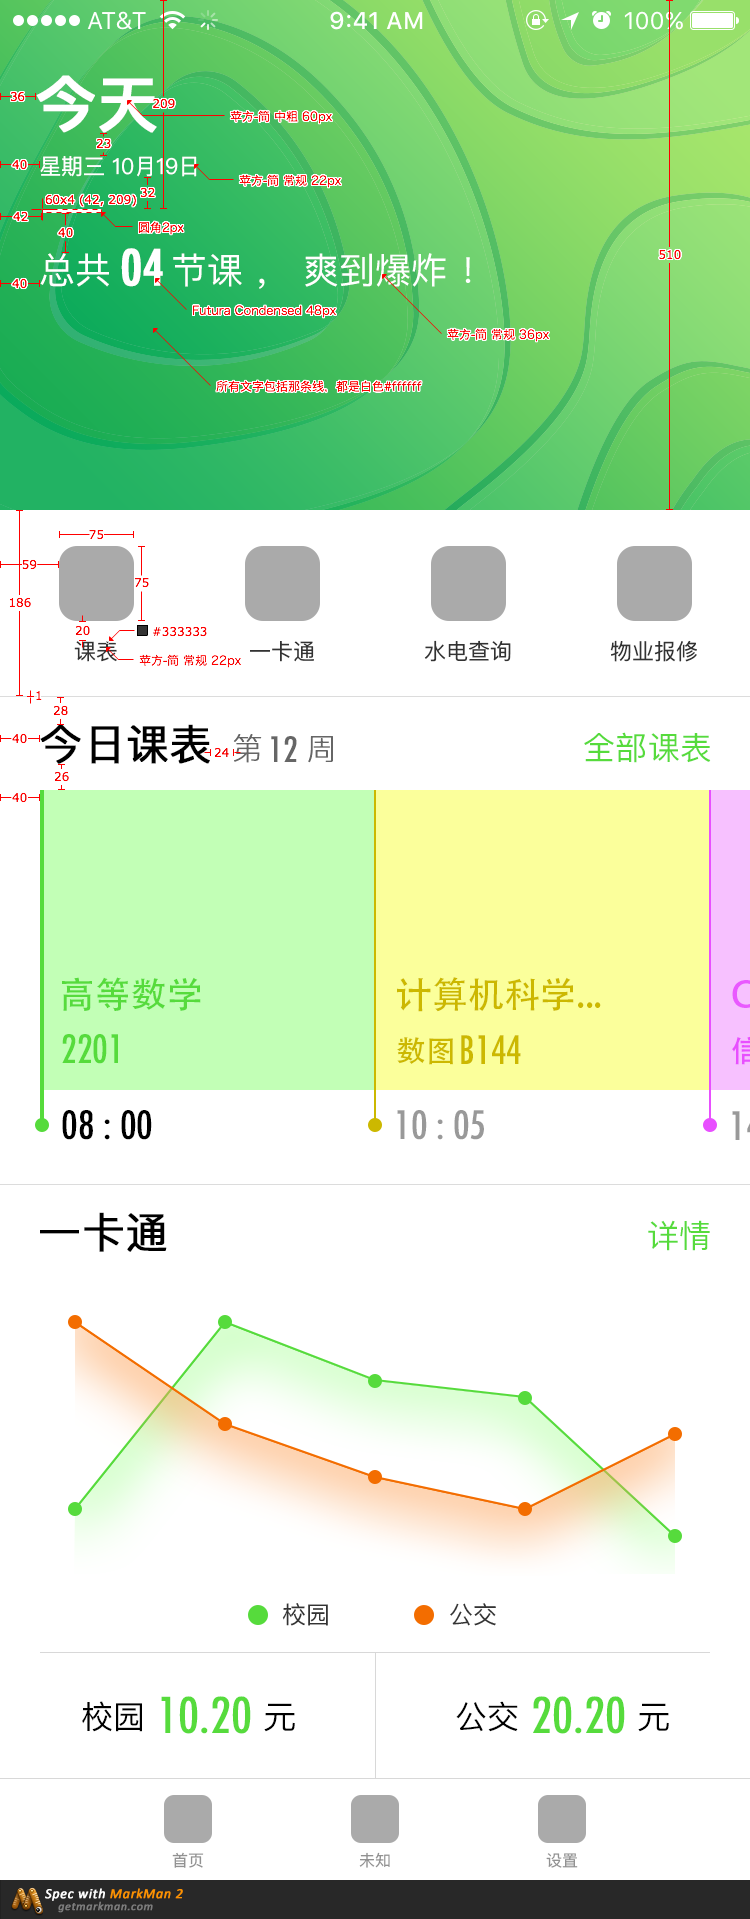 AT&T 9:41 AM 100%
36 今天 209 苹方-简 中粗 60px
23
40 星期三 10月19日 苹方-简 常规 22px
32
60x4 (42, 209)
42 圆角2px
40
510
40 总共 04 节课 ， 爽到爆炸 ！
Futura Condensed 48px
苹方-简 常规 36px
所有文字包括那条线，都是白色#ffffff
75
59
75
186
20 #333333
课表 一卡通 水电查询 物业报修
苹方-简 常规 22px
1
28
40 今日课表 24 第 12 周 全部课表
26
40
高等数学 计算机科学...
2201 数图B144 信
08 : 00 10 : 05 14
一卡通 详情
校园 公交
校园 10.20 元 公交 20.20 元
首页 未知 设置
Spec with MarkMan 2
getmarkman.com